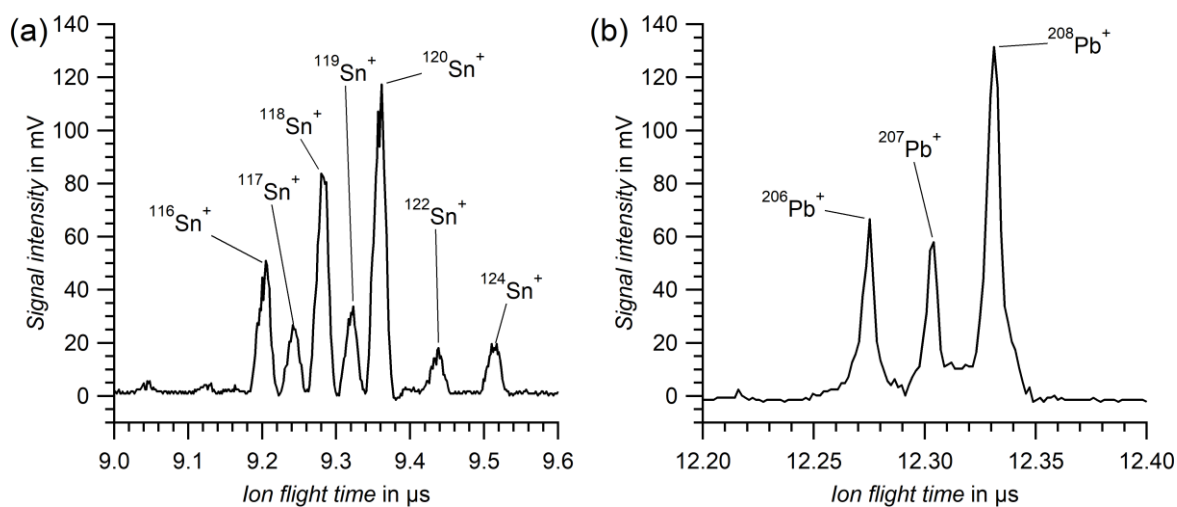 (a)
140
120
100
80
60
40
20
0
Signal intensity in mV
¹¹⁶Sn⁺
¹¹⁷Sn⁺
¹¹⁸Sn⁺
¹¹⁹Sn⁺
¹²⁰Sn⁺
¹²²Sn⁺
¹²⁴Sn⁺
9.0 9.2 9.3 9.4 9.5 9.6
Ion flight time in µs
(b)
140
120
100
80
60
40
20
0
Signal intensity in mV
²⁰⁶Pb⁺
²⁰⁷Pb⁺
²⁰⁸Pb⁺
12.20 12.25 12.30 12.35 12.40
Ion flight time in µs